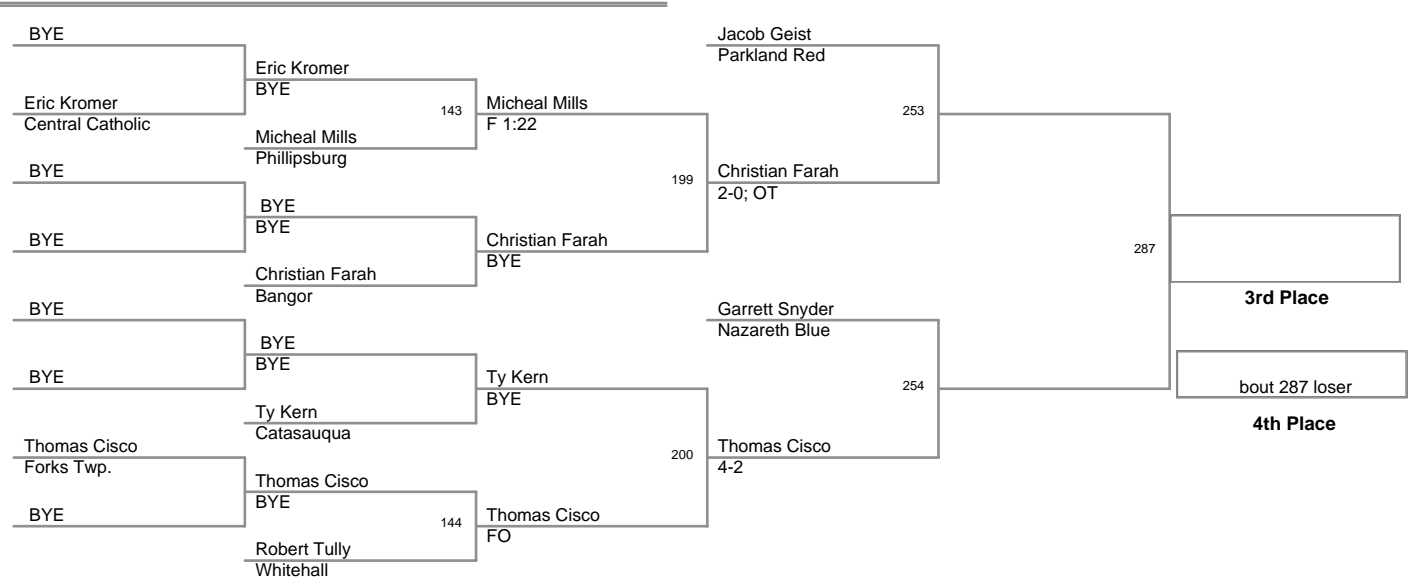 BYE
Eric Kromer
Central Catholic
BYE
BYE
BYE
BYE
Thomas Cisco
Forks Twp.
BYE
Eric Kromer
BYE
143
Micheal Mills
Phillipsburg
BYE
BYE
Christian Farah
Bangor
BYE
BYE
Ty Kern
Catasauqua
Thomas Cisco
BYE
144
Robert Tully
Whitehall
Micheal Mills
F 1:22
199
Christian Farah
BYE
Ty Kern
BYE
200
Thomas Cisco
FO
Jacob Geist
Parkland Red
253
Christian Farah
2-0; OT
Garrett Snyder
Nazareth Blue
254
Thomas Cisco
4-2
287
3rd Place
bout 287 loser
4th Place